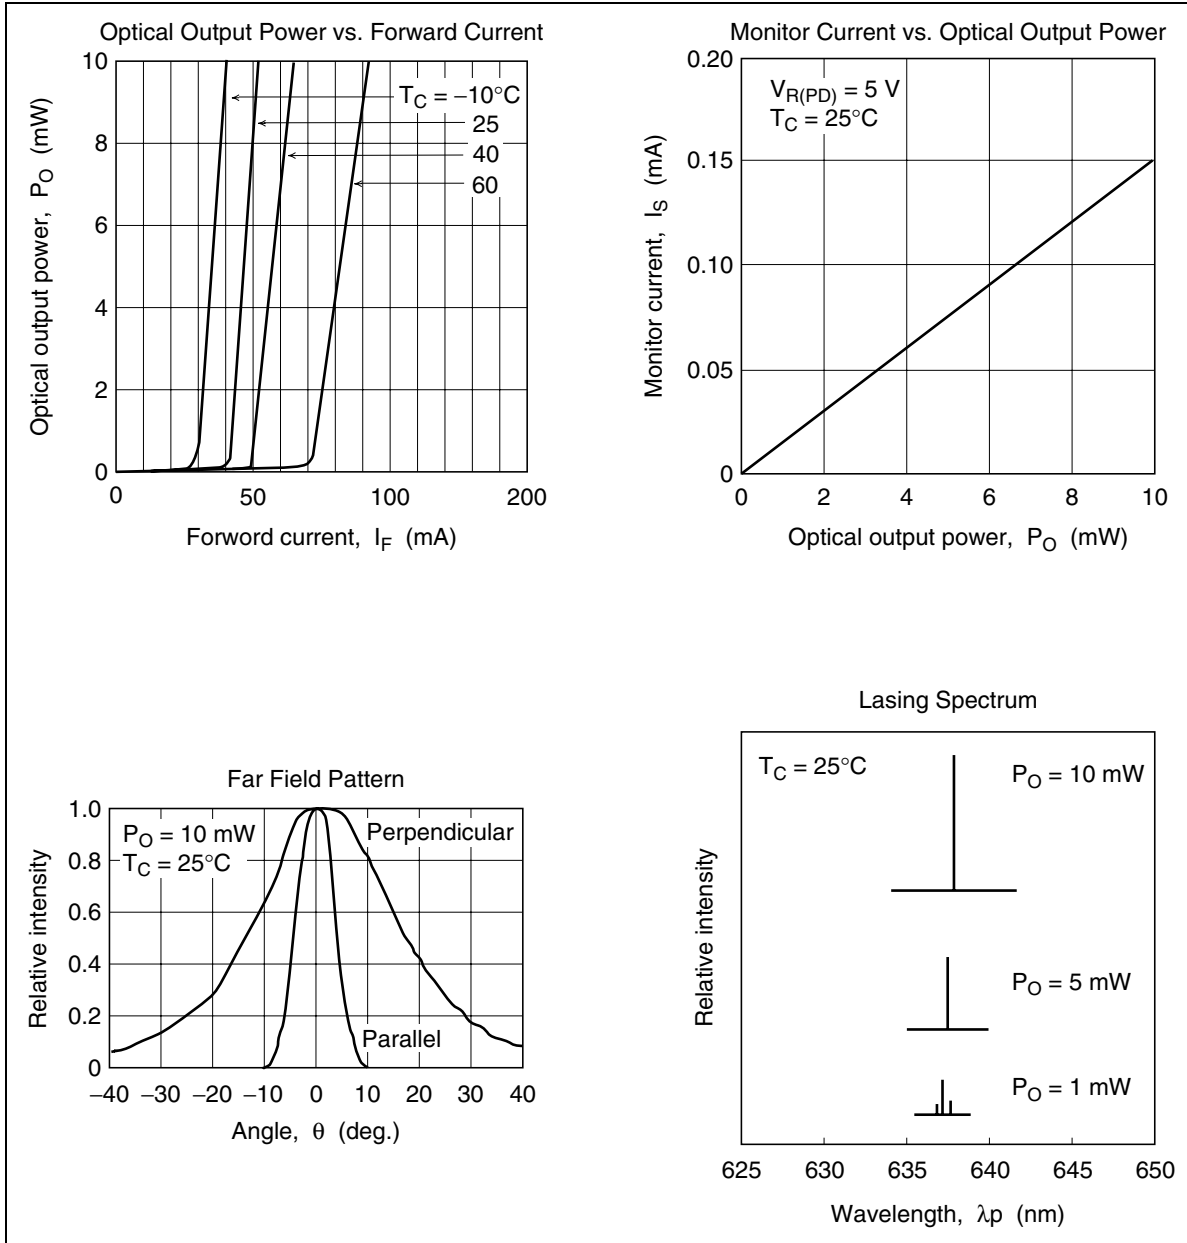 Optical Output Power vs. Forward Current
Optical output power, PO (mW)
10
8
6
4
2
0
TC = −10°C
25
40
60
0 50 100 200
Forword current, IF (mA)
Monitor Current vs. Optical Output Power
Monitor current, IS (mA)
0.20
0.15
0.10
0.05
0
VR(PD) = 5 V
TC = 25°C
0 2 4 6 8 10
Optical output power, PO (mW)
Far Field Pattern
Relative intensity
1.0
0.8
0.6
0.4
0.2
0
PO = 10 mW
TC = 25°C
Perpendicular
Parallel
−40 −30 −20 −10 0 10 20 30 40
Angle, θ (deg.)
Lasing Spectrum
Relative intensity
TC = 25°C
PO = 10 mW
PO = 5 mW
PO = 1 mW
625 630 635 640 645 650
Wavelength, λp (nm)